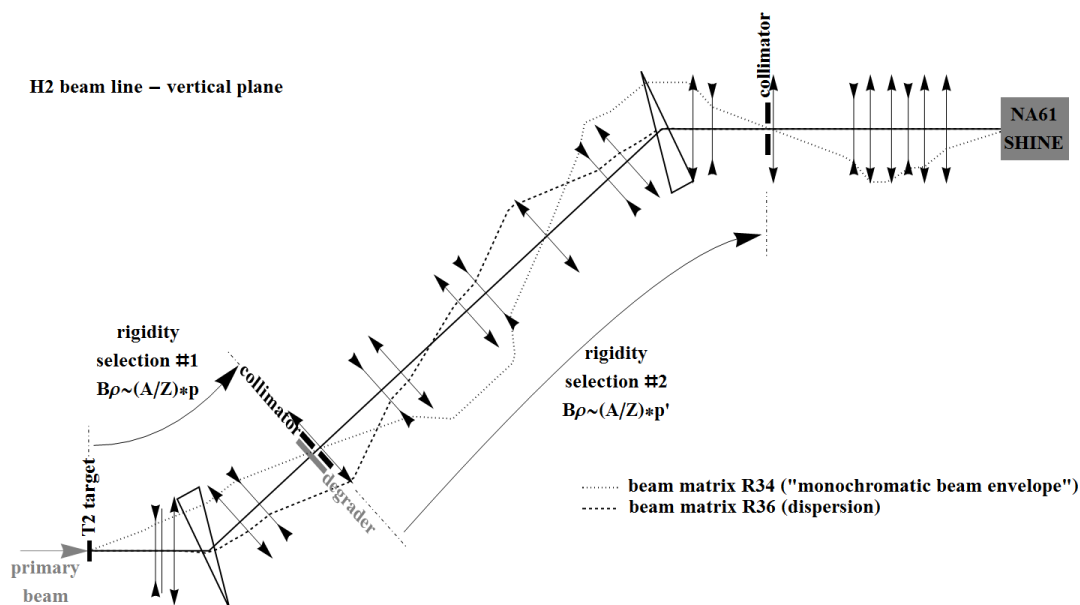 H2 beam line – vertical plane
collimator
NA61
SHINE
rigidity
selection #1
Bρ~(A/Z)*p
collimator
degrader
rigidity
selection #2
Bρ~(A/Z)*p'
T2 target
primary
beam
beam matrix R34 ("monochromatic beam envelope")
beam matrix R36 (dispersion)